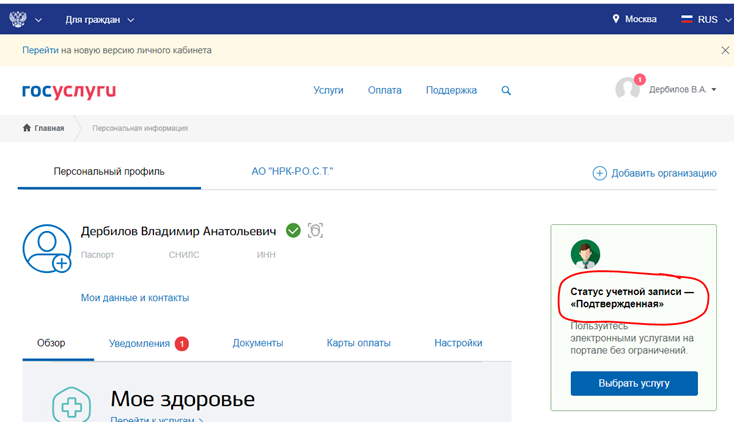 Для граждан
Москва
RUS
Перейти на новую версию личного кабинета
госуслуги
Услуги
Оплата
Поддержка
1
Дербилов В.А.
Главная
Персональная информация
Персональный профиль
АО "НРК-Р.О.С.Т."
Добавить организацию
Дербилов Владимир Анатольевич
Паспорт
СНИЛС
ИНН
Мои данные и контакты
Статус учетной записи —
«Подтвержденная»
Пользуйтесь
электронными услугами на
портале без ограничений.
Выбрать услугу
Обзор
Уведомления 1
Документы
Карты оплаты
Настройки
Мое здоровье
Перейти к услугам